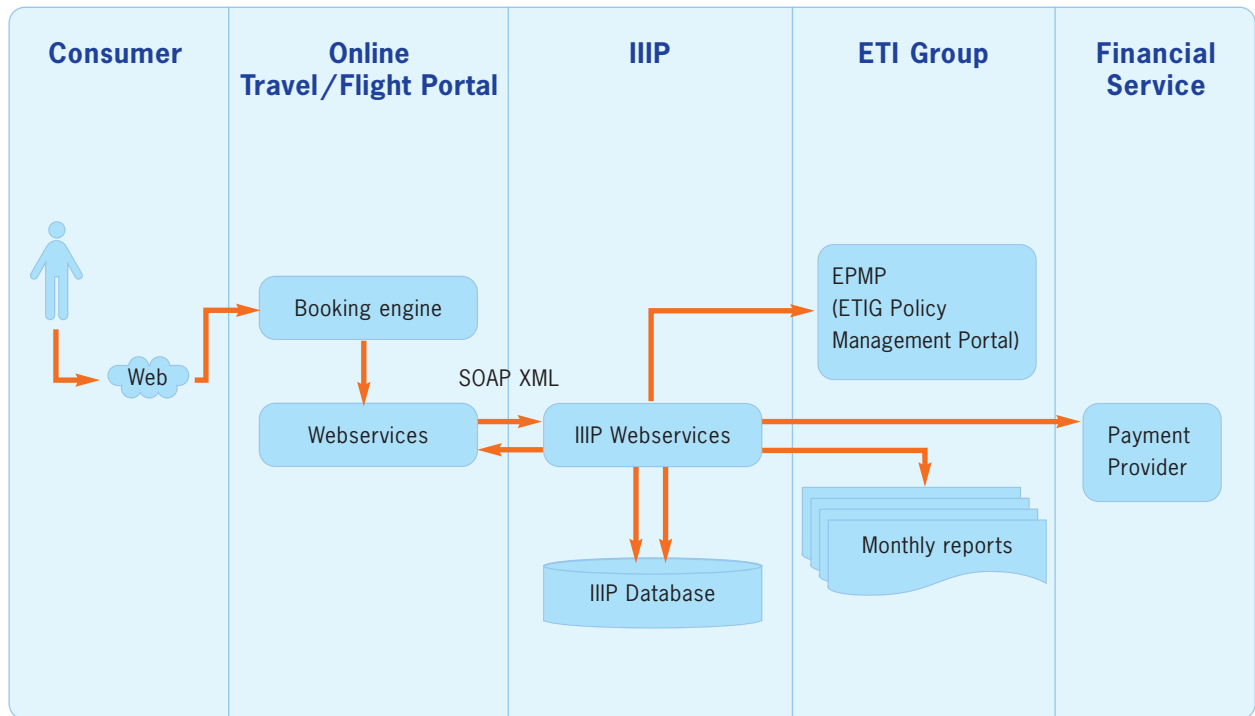 Consumer
Online
Travel/Flight Portal
IIIP
ETI Group
Financial
Service
Web
Booking engine
Webservices
SOAP XML
IIIP Webservices
IIIP Database
EPMP
(ETIG Policy
Management Portal)
Monthly reports
Payment
Provider